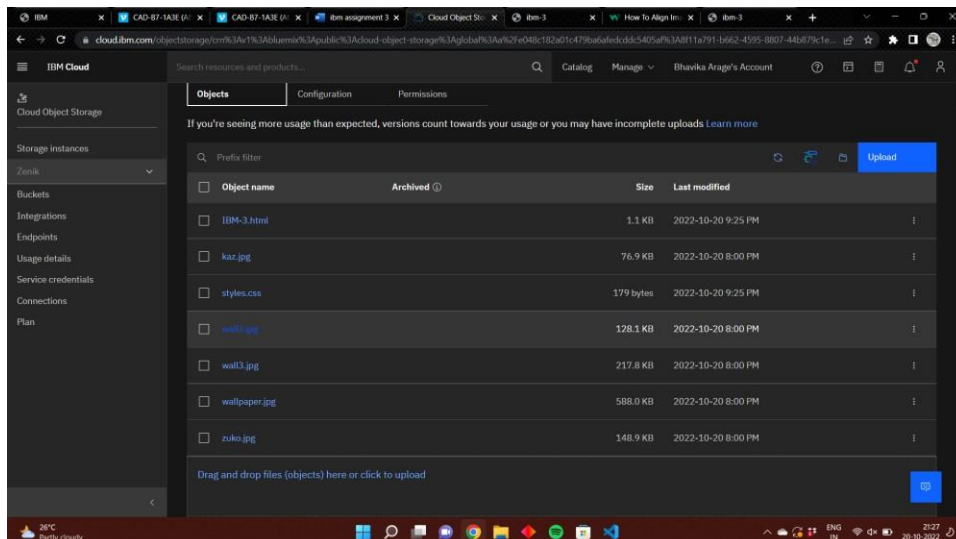 IBM
CAD-87-1A3E (A
CAD-87-1A3E (A
ibm assignment 3
Cloud Object Sto
ibm-3
How To Align Im
ibm-3
IBM Cloud
Search resources and products...
Catalog
Manage
Bhavika Arage's Account
Cloud Object Storage
Storage instances
Zenik
Buckets
Integrations
Endpoints
Usage details
Service credentials
Connections
Plan
Objects Configuration Permissions
If you're seeing more usage than expected, versions count towards your usage or you may have incomplete uploads Learn more
Prefix filter
Upload
Object name Archived Size Last modified
IBM-3.html 1.1 KB 2022-10-20 9:25 PM
kaz.jpg 76.9 KB 2022-10-20 8:00 PM
styles.css 179 bytes 2022-10-20 9:25 PM
128.1 KB 2022-10-20 8:00 PM
wall3.jpg 217.8 KB 2022-10-20 8:00 PM
wallpaper.jpg 588.0 KB 2022-10-20 8:00 PM
zuko.jpg 148.9 KB 2022-10-20 8:00 PM
Drag and drop files (objects) here or click to upload
26°C
Partly cloudy
ENG
IN
21:27
20-10-2022